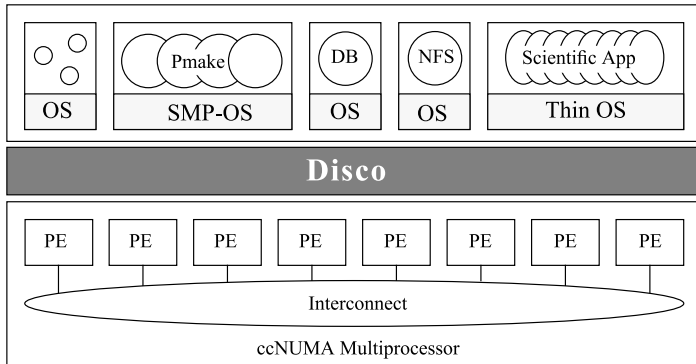 Pmake DB NFS Scientific App
OS SMP-OS OS OS Thin OS
Disco
PE PE PE PE PE PE PE PE
Interconnect
ccNUMA Multiprocessor